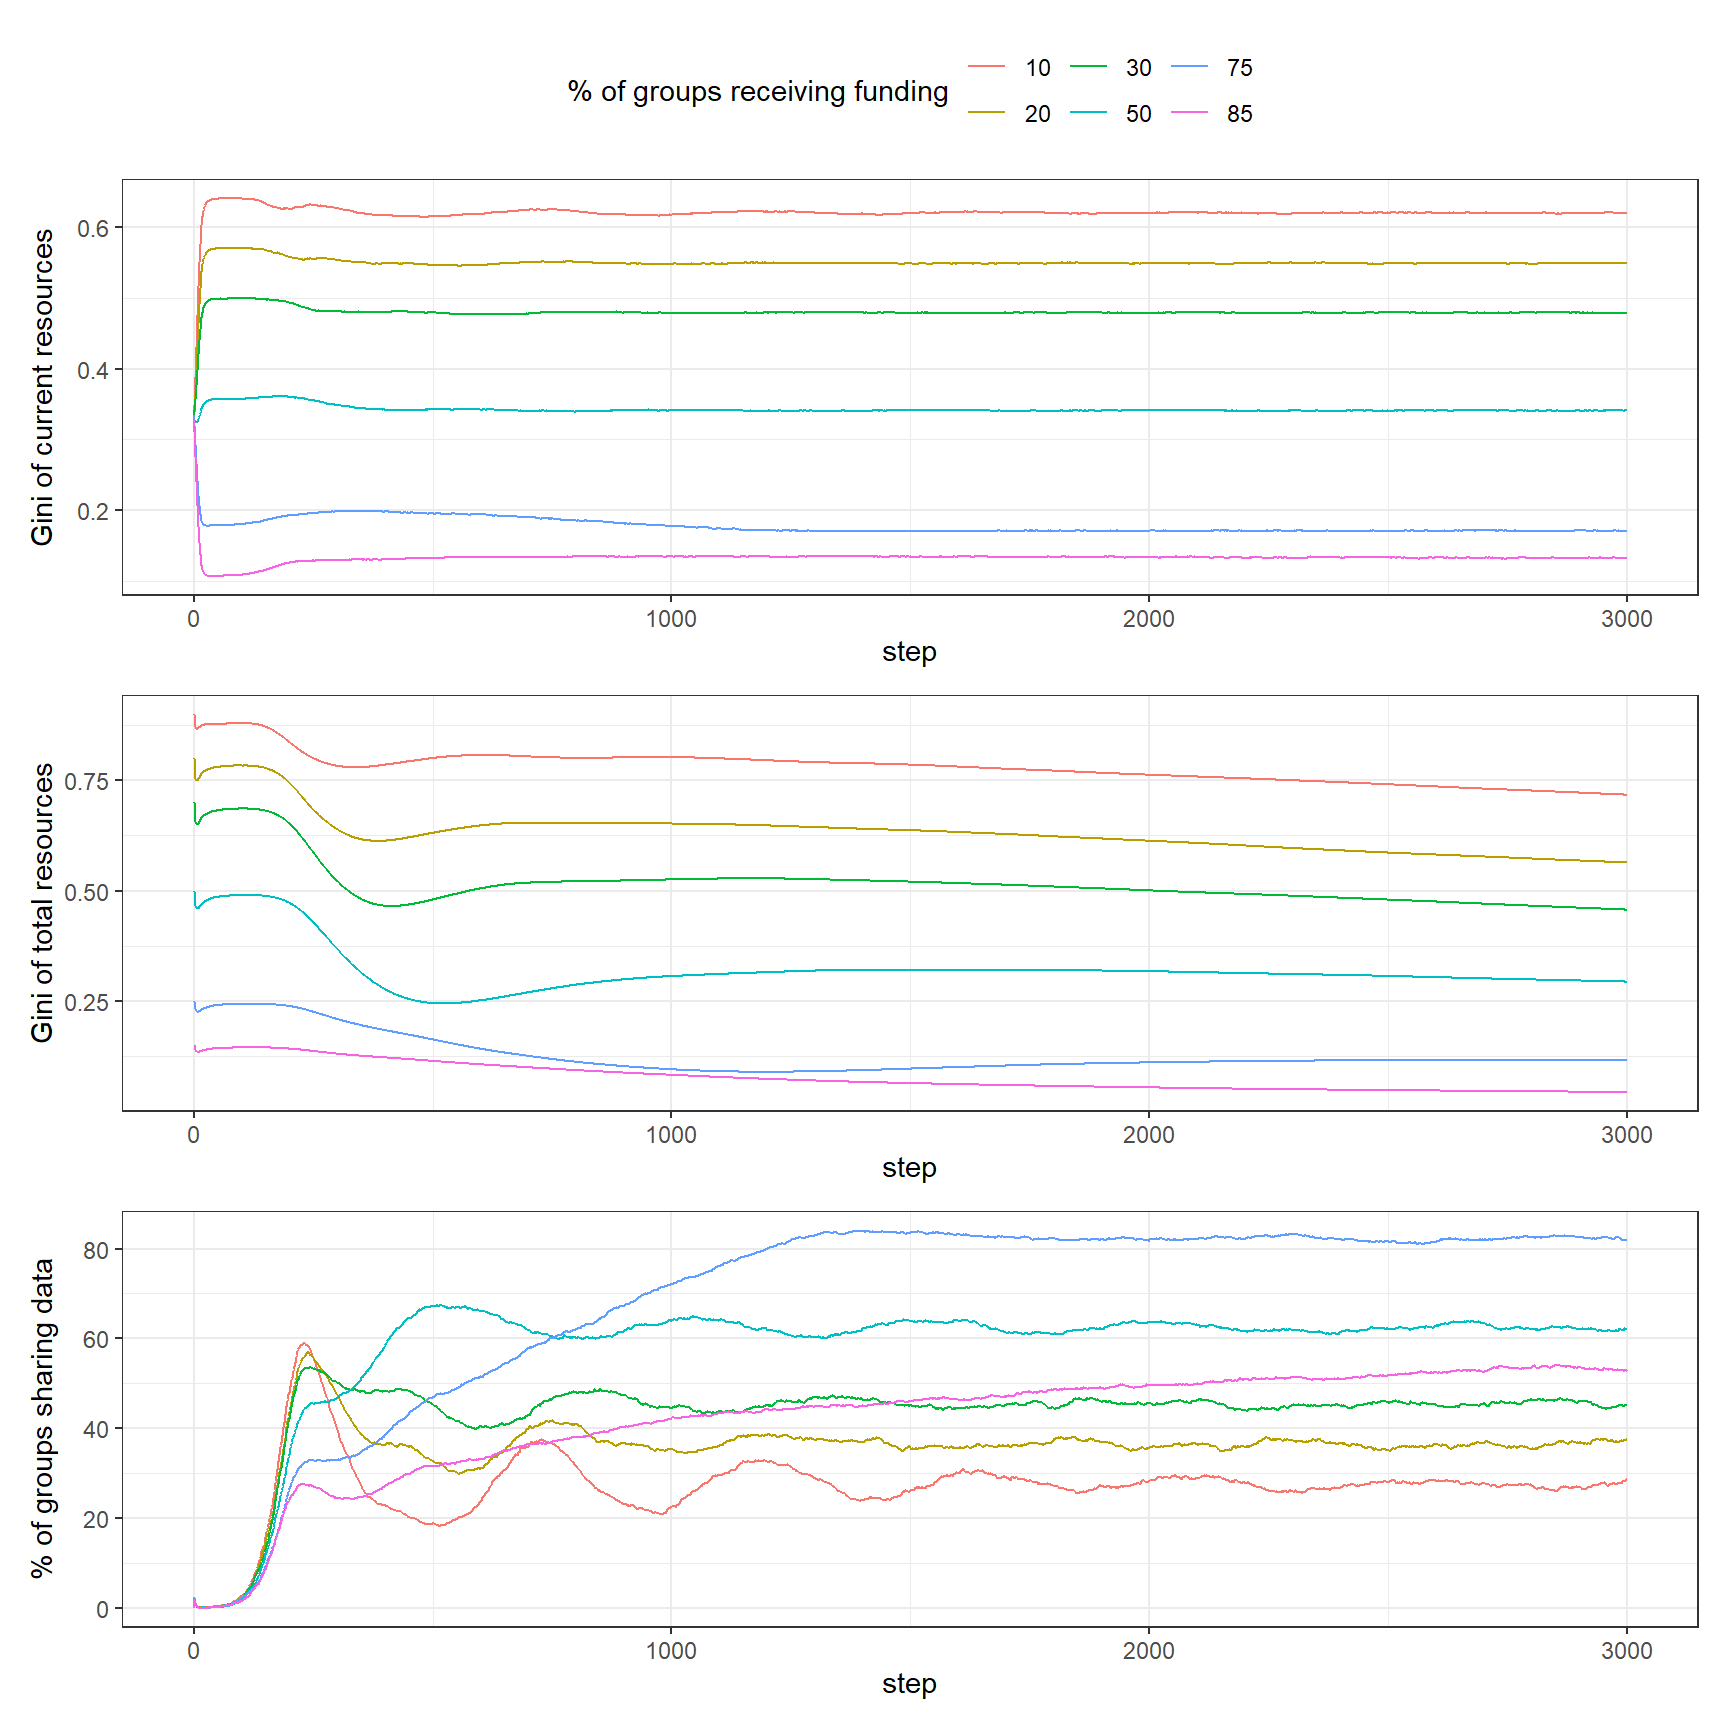 % of groups receiving funding
10 30 75
20 50 85
Gini of current resources
0.6
0.4
0.2
0 1000 2000 3000
step
Gini of total resources
0.75
0.50
0.25
0 1000 2000 3000
step
% of groups sharing data
80
60
40
20
0
0 1000 2000 3000
step